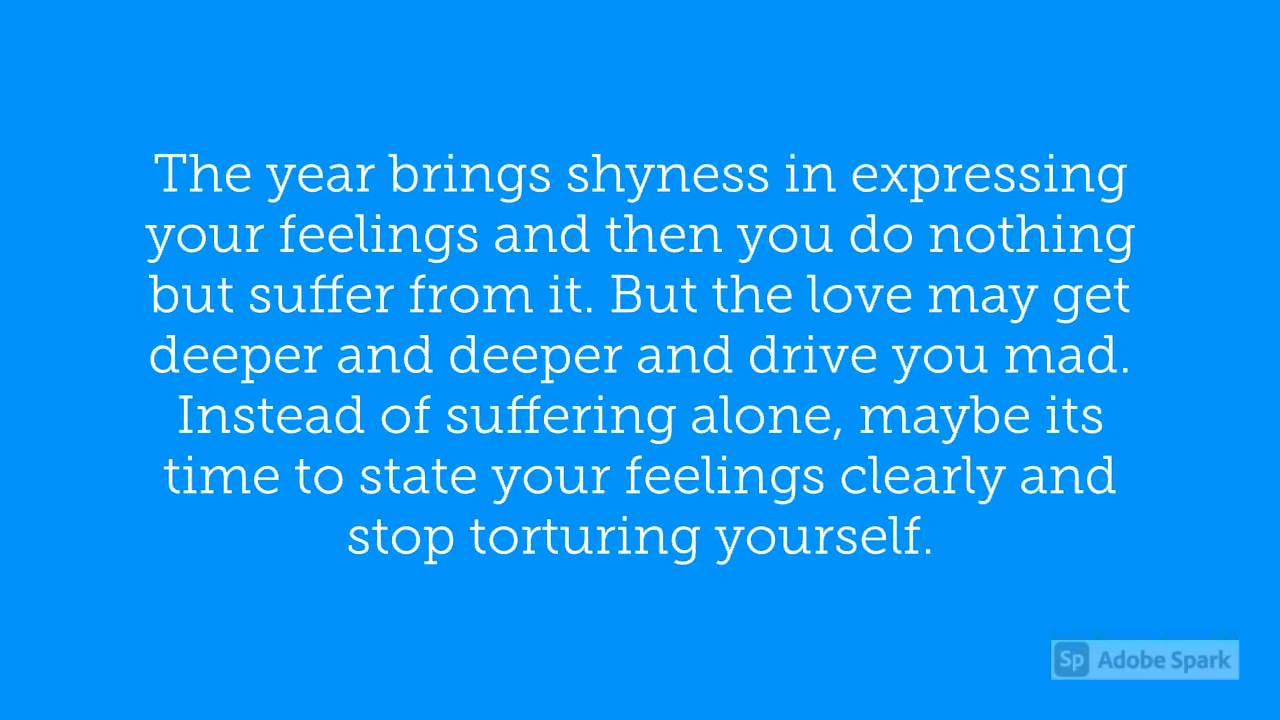 The year brings shyness in expressing
your feelings and then you do nothing
but suffer from it. But the love may get
deeper and deeper and drive you mad.
Instead of suffering alone, maybe its
time to state your feelings clearly and
stop torturing yourself.
Sp Adobe Spark